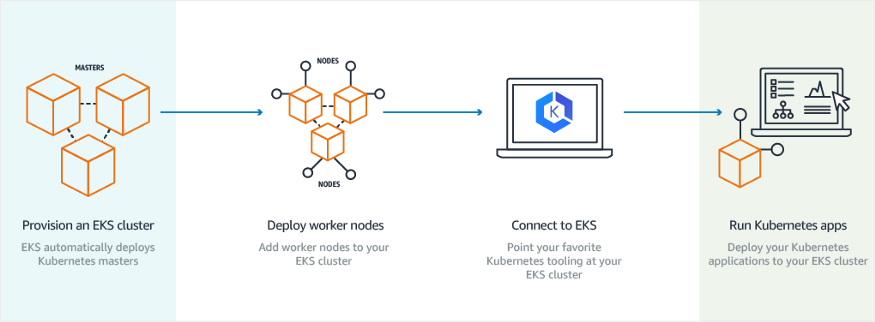 MASTERS
NODES
NODES
K
Provision an EKS cluster
EKS automatically deploys
Kubernetes masters
Deploy worker nodes
Add worker nodes to your
EKS cluster
Connect to EKS
Point your favorite
Kubernetes tooling at your
EKS cluster
Run Kubernetes apps
Deploy your Kubernetes
applications to your EKS cluster